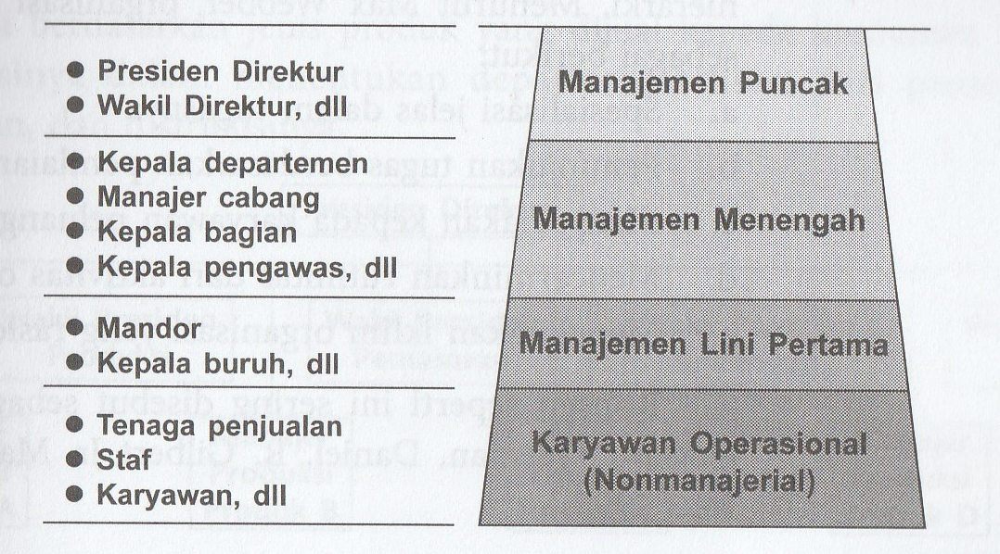 ● Presiden Direktur
● Wakil Direktur, dll
Manajemen Puncak
● Kepala departemen
● Manajer cabang
● Kepala bagian
● Kepala pengawas, dll
Manajemen Menengah
● Mandor
● Kepala buruh, dll
Manajemen Lini Pertama
● Tenaga penjualan
● Staf
● Karyawan, dll
Karyawan Operasional
(Nonmanajerial)